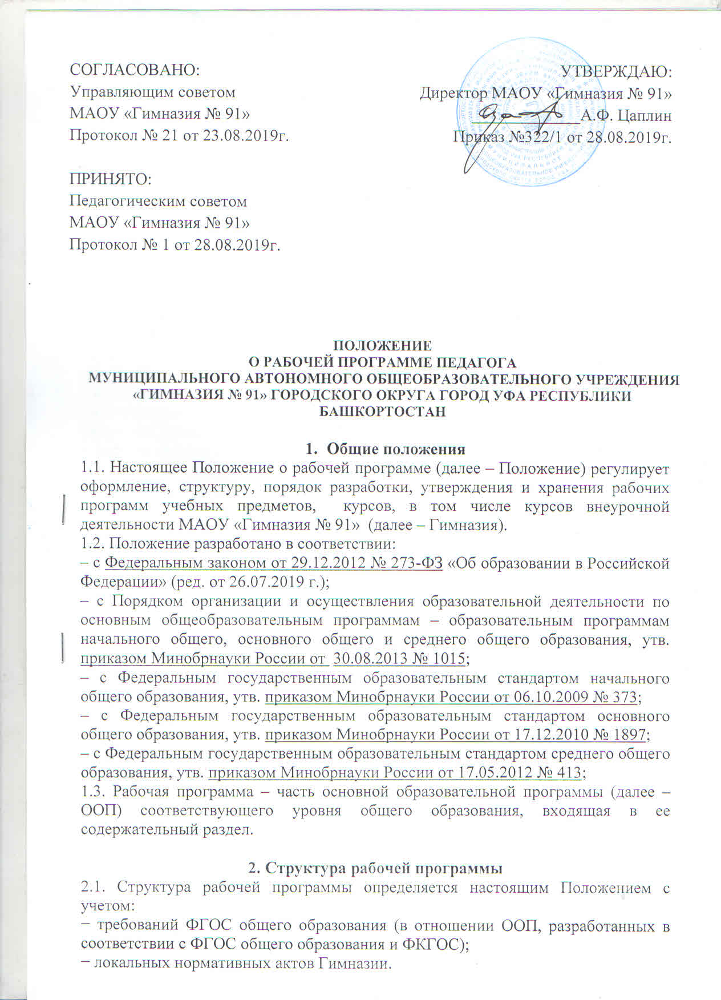 СОГЛАСОВАНО:
Управляющим советом
МАОУ «Гимназия № 91»
Протокол № 21 от 23.08.2019г.
УТВЕРЖДАЮ:
Директор МАОУ «Гимназия № 91»
А.Ф. Цаплин
Приказ №322/1 от 28.08.2019г.
ПРИНЯТО:
Педагогическим советом
МАОУ «Гимназия № 91»
Протокол № 1 от 28.08.2019г.
ПОЛОЖЕНИЕ
О РАБОЧЕЙ ПРОГРАММЕ ПЕДАГОГА
МУНИЦИПАЛЬНОГО АВТОНОМНОГО ОБЩЕОБРАЗОВАТЕЛЬНОГО УЧРЕЖДЕНИЯ
«ГИМНАЗИЯ № 91» ГОРОДСКОГО ОКРУГА ГОРОД УФА РЕСПУБЛИКИ
БАШКОРТОСТАН
1. Общие положения
1.1. Настоящее Положение о рабочей программе (далее – Положение) регулирует
оформление, структуру, порядок разработки, утверждения и хранения рабочих
программ учебных предметов, курсов, в том числе курсов внеурочной
деятельности МАОУ «Гимназия № 91» (далее – Гимназия).
1.2. Положение разработано в соответствии:
– с Федеральным законом от 29.12.2012 № 273-ФЗ «Об образовании в Российской
Федерации» (ред. от 26.07.2019 г.);
– с Порядком организации и осуществления образовательной деятельности по
основным общеобразовательным программам – образовательным программам
начального общего, основного общего и среднего общего образования, утв.
приказом Минобрнауки России от 30.08.2013 № 1015;
– с Федеральным государственным образовательным стандартом начального
общего образования, утв. приказом Минобрнауки России от 06.10.2009 № 373;
– с Федеральным государственным образовательным стандартом основного
общего образования, утв. приказом Минобрнауки России от 17.12.2010 № 1897;
– с Федеральным государственным образовательным стандартом среднего общего
образования, утв. приказом Минобрнауки России от 17.05.2012 № 413;
1.3. Рабочая программа – часть основной образовательной программы (далее –
ООП) соответствующего уровня общего образования, входящая в ее
содержательный раздел.
2. Структура рабочей программы
2.1. Структура рабочей программы определяется настоящим Положением с
учетом:
− требований ФГОС общего образования (в отношении ООП, разработанных в
соответствии с ФГОС общего образования и ФКГОС);
− локальных нормативных актов Гимназии.